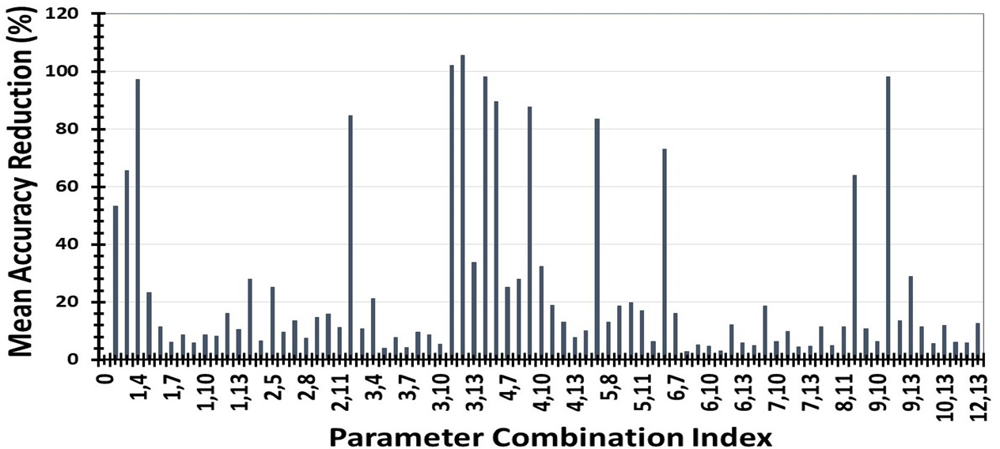 Mean Accuracy Reduction (%)
120
100
80
60
40
20
0
0 1,4 1,7 1,10 1,13 2,5 2,8 2,11 3,4 3,7 3,10 3,13 4,7 4,10 4,13 5,8 5,11 6,7 6,10 6,13 7,10 7,13 8,11 9,10 9,13 10,13 12,13
Parameter Combination Index